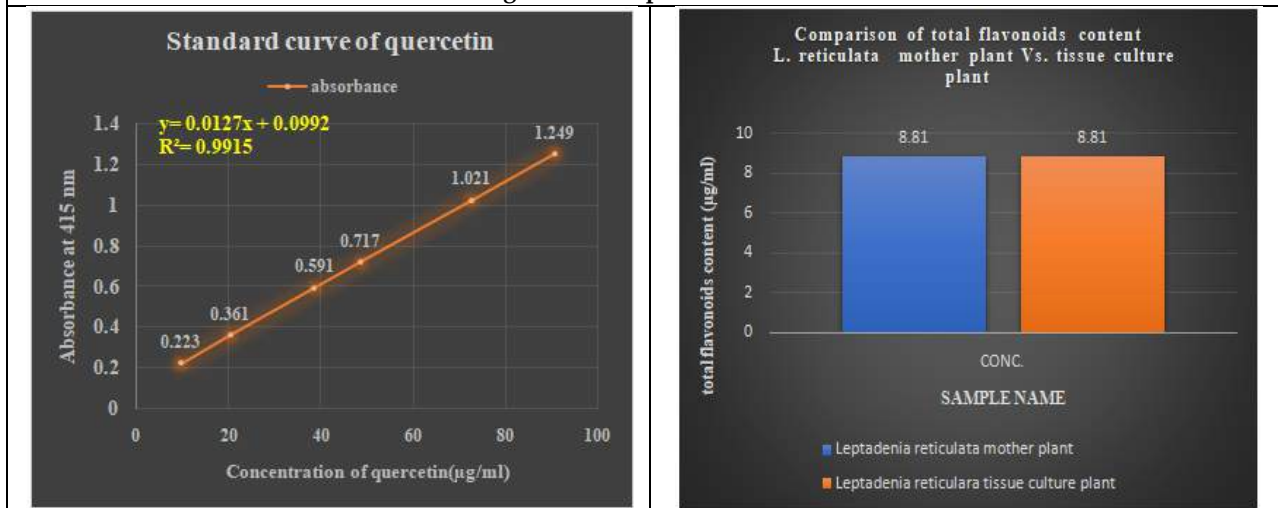 Standard curve of quercetin
absorbance
y= 0.0127x + 0.0992
R²= 0.9915
1.4
1.2
1
0.8
0.6
0.4
0.2
0
0.223
0.361
0.591
0.717
1.021
1.249
Absorbance at 415 nm
0 20 40 60 80 100
Concentration of quercetin(µg/ml)
Comparison of total flavonoids content
L. reticulata mother plant Vs. tissue culture
plant
10
8
6
4
2
0
8.81 8.81
total flavonoids content (µg/ml)
CONC.
SAMPLE NAME
Leptadenia reticulata mother plant
Leptadenia reticulara tissue culture plant